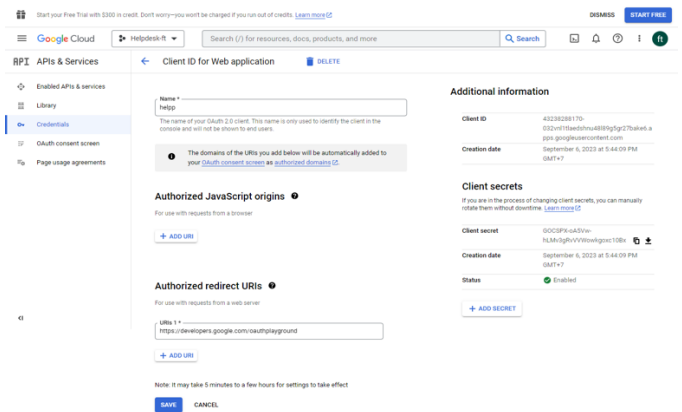 Start your Free Trial with $300 in credit. Don't worry—you won't be charged if you run out of credits. Learn more
DISMISS
START FREE
Google Cloud
Helpdesk-ft
Search (/) for resources, docs, products, and more
Search
ft
API APIs & Services
Client ID for Web application
DELETE
Enabled APIs & services
Library
Credentials
OAuth consent screen
Page usage agreements
Name *
helpp
The name of your OAuth 2.0 client. This name is only used to identify the client in the
console and will not be shown to end users.
The domains of the URIs you add below will be automatically added to
your OAuth consent screen as authorized domains.
Authorized JavaScript origins
For use with requests from a browser
+ ADD URI
Authorized redirect URIs
For use with requests from a web server
URIs 1 *
https://developers.google.com/oauthplayground
+ ADD URI
Note: It may take 5 minutes to a few hours for settings to take effect
SAVE
CANCEL
Additional information
Client ID
apps.googleusercontent.com
Creation date
September 6, 2023 at 5:44:09 PM
GMT+7
Client secrets
If you are in the process of changing client secrets, you can manually
rotate them without downtime. Learn more
Client secret
Creation date
September 6, 2023 at 5:44:09 PM
GMT+7
Status
Enabled
+ ADD SECRET